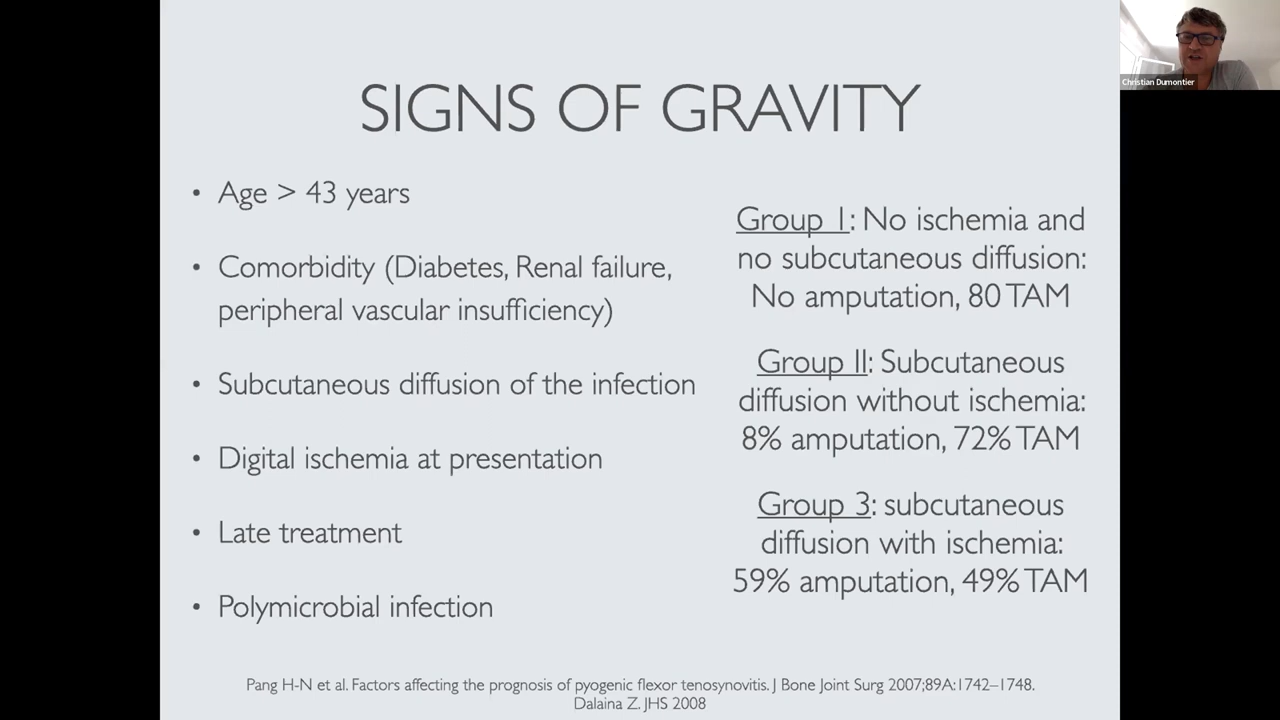 SIGNS OF GRAVITY
• Age > 43 years
• Comorbidity (Diabetes, Renal failure,
peripheral vascular insufficiency)
• Subcutaneous diffusion of the infection
• Digital ischemia at presentation
• Late treatment
• Polymicrobial infection
Group 1: No ischemia and
no subcutaneous diffusion:
No amputation, 80 TAM
Group II: Subcutaneous
diffusion without ischemia:
8% amputation, 72% TAM
Group 3: subcutaneous
diffusion with ischemia:
59% amputation, 49% TAM
Pang H-N et al. Factors affecting the prognosis of pyogenic flexor tenosynovitis. J Bone Joint Surg 2007;89A:1742–1748.
Dalaina Z. JHS 2008
Christian Dumontier